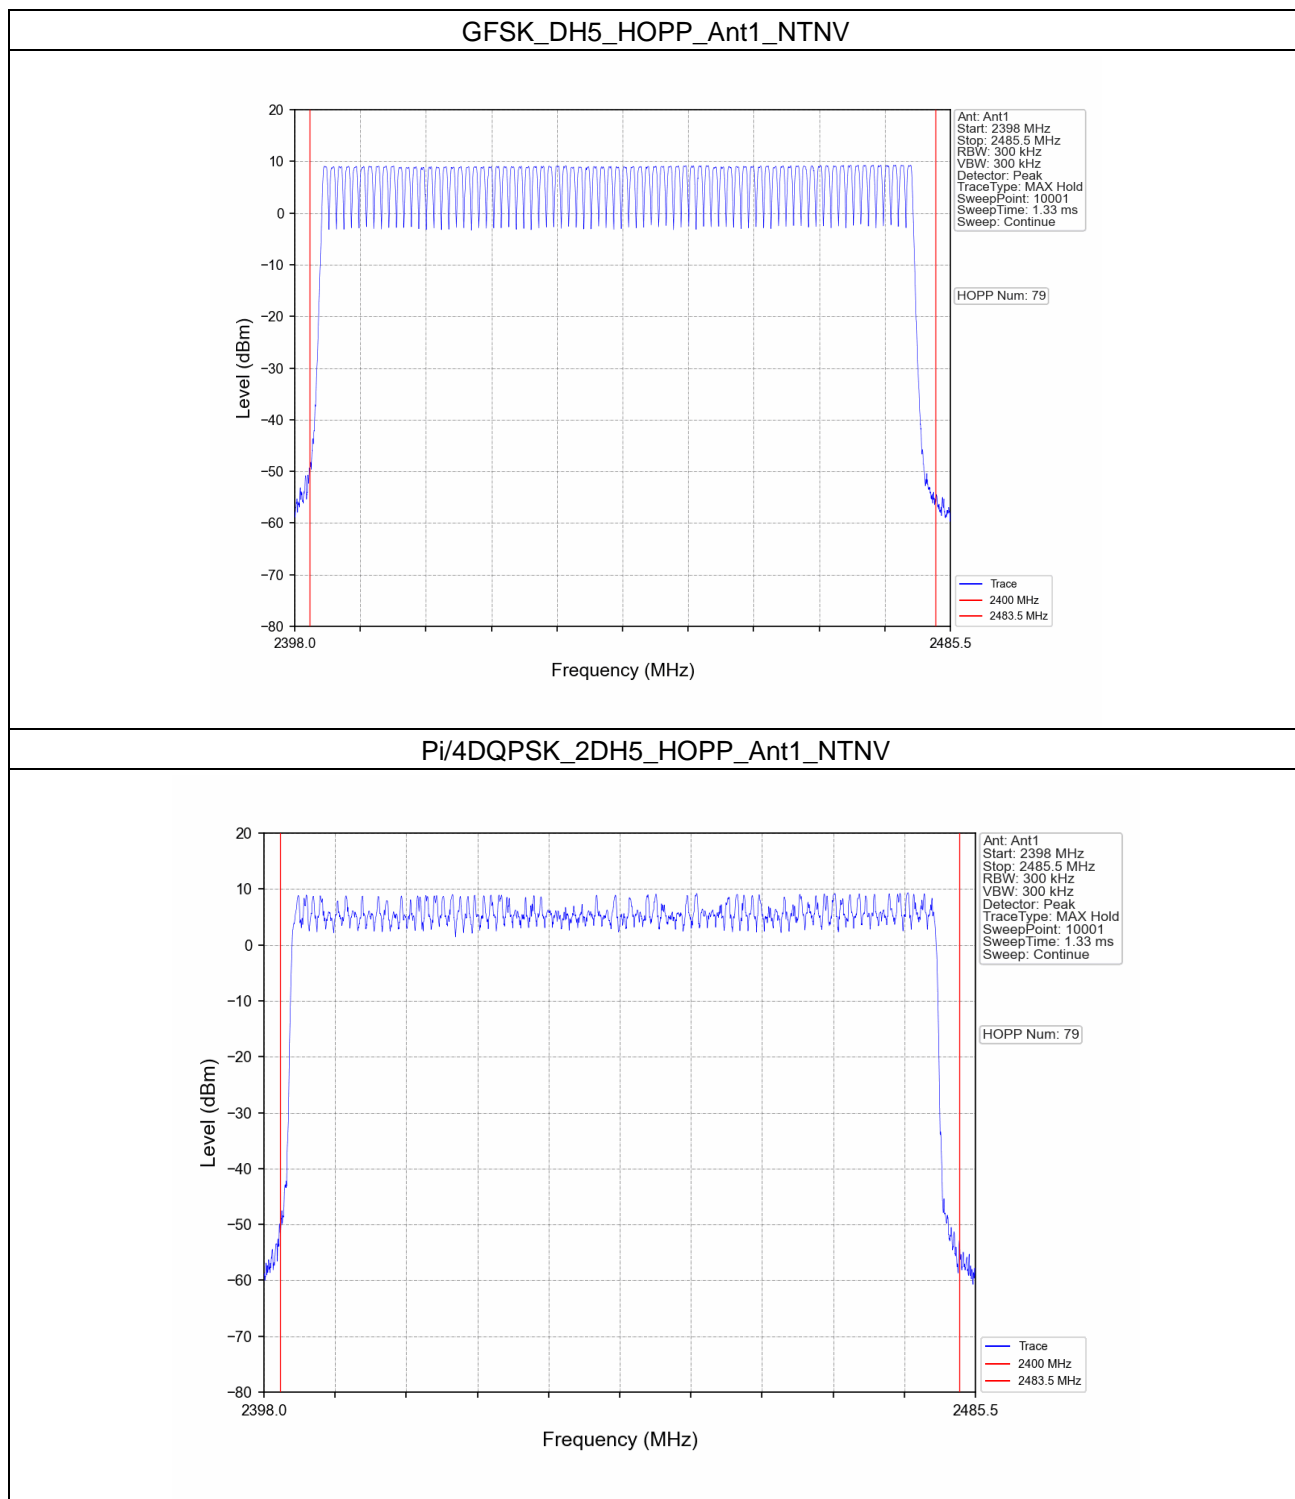 GFSK_DH5_HOPP_Ant1_NTNV
20
10
0
−10
−20
−30
−40
−50
−60
−70
−80
Level (dBm)
2398.0
2485.5
Frequency (MHz)
Ant: Ant1
Start: 2398 MHz
Stop: 2485.5 MHz
RBW: 300 kHz
VBW: 300 kHz
Detector: Peak
TraceType: MAX Hold
SweepPoint: 10001
SweepTime: 1.33 ms
Sweep: Continue
HOPP Num: 79
Trace
2400 MHz
2483.5 MHz
Pi/4DQPSK_2DH5_HOPP_Ant1_NTNV
20
10
0
−10
−20
−30
−40
−50
−60
−70
−80
Level (dBm)
2398.0
2485.5
Frequency (MHz)
Ant: Ant1
Start: 2398 MHz
Stop: 2485.5 MHz
RBW: 300 kHz
VBW: 300 kHz
Detector: Peak
TraceType: MAX Hold
SweepPoint: 10001
SweepTime: 1.33 ms
Sweep: Continue
HOPP Num: 79
Trace
2400 MHz
2483.5 MHz